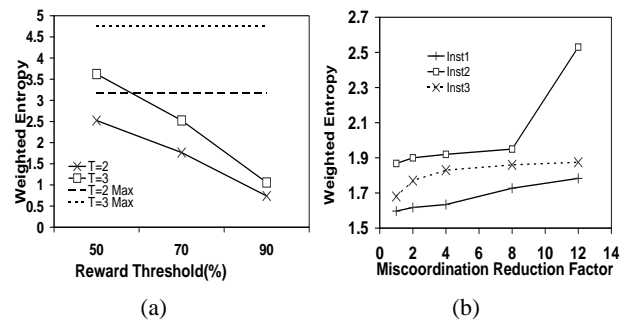 Weighted Entropy
5
4.5
4
3.5
3
2.5
2
1.5
1
0.5
0
T=2
T=3
T=2 Max
T=3 Max
50 70 90
Reward Threshold(%)
(a)
Weighted Entropy
2.7
2.5
2.3
2.1
1.9
1.7
1.5
Inst1
Inst2
Inst3
0 2 4 6 8 10 12 14
Miscoordination Reduction Factor
(b)